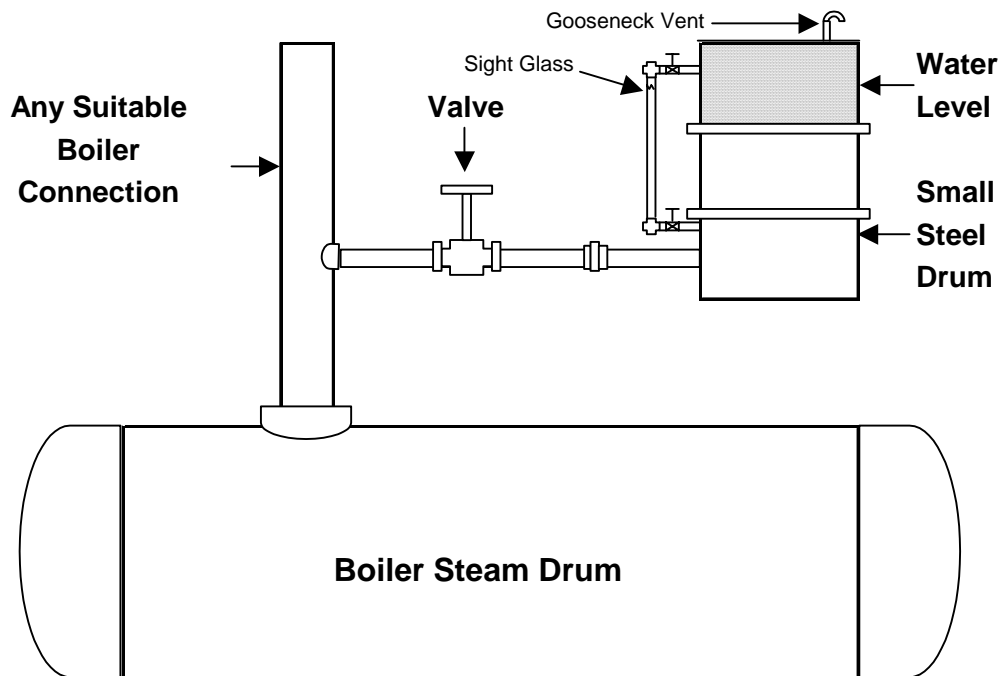 Gooseneck Vent
Sight Glass
Water
Level
Any Suitable
Boiler
Connection
Valve
Small
Steel
Drum
Boiler Steam Drum